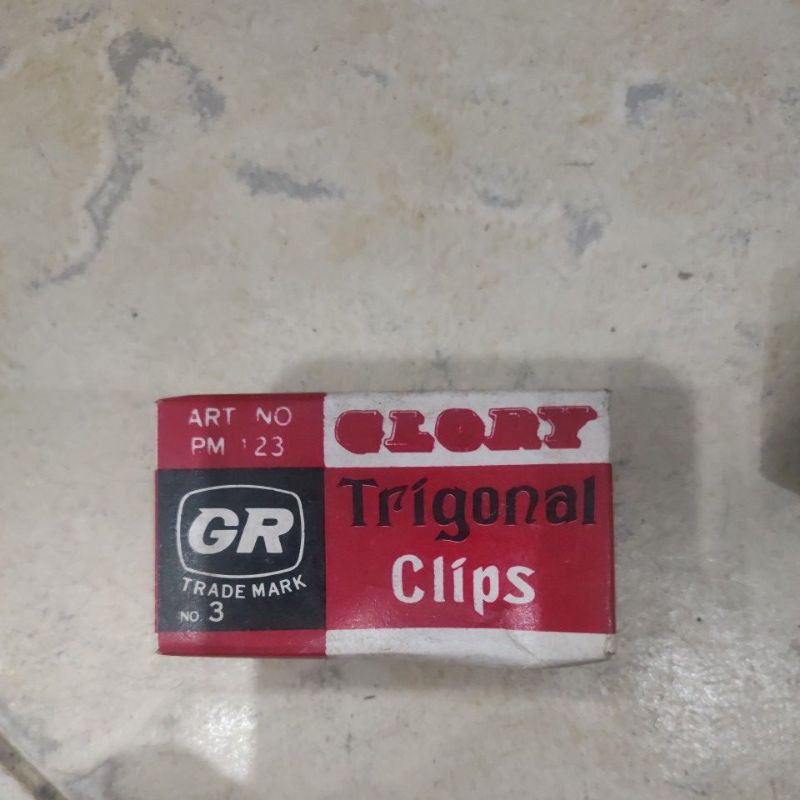 ART NO
PM 123
GLORY
GR
TRADE MARK
NO. 3
Trigonal
Clips